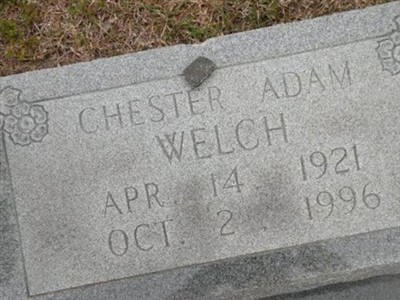 CHESTER ADAM
WELCH
APR. 14 1921
OCT. 2. 1996